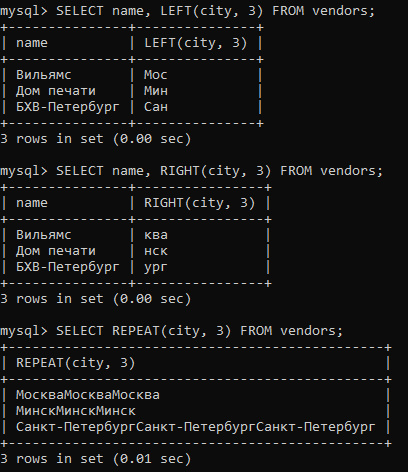 mysql> SELECT name, LEFT(city, 3) FROM vendors;
+---------------+---------------+
| name          | LEFT(city, 3) |
+---------------+---------------+
| Вильямс       | Мос           |
| Дом печати    | Мин           |
| БХВ-Петербург | Сан           |
+---------------+---------------+
3 rows in set (0.00 sec)

mysql> SELECT name, RIGHT(city, 3) FROM vendors;
+---------------+----------------+
| name          | RIGHT(city, 3) |
+---------------+----------------+
| Вильямс       | ква            |
| Дом печати    | нск            |
| БХВ-Петербург | ург            |
+---------------+----------------+
3 rows in set (0.00 sec)

mysql> SELECT REPEAT(city, 3) FROM vendors;
+-----------------------------------------------+
| REPEAT(city, 3)                               |
+-----------------------------------------------+
| МоскваМоскваМосква                            |
| МинскМинскМинск                               |
| Санкт-ПетербургСанкт-ПетербургСанкт-Петербург |
+-----------------------------------------------+
3 rows in set (0.01 sec)